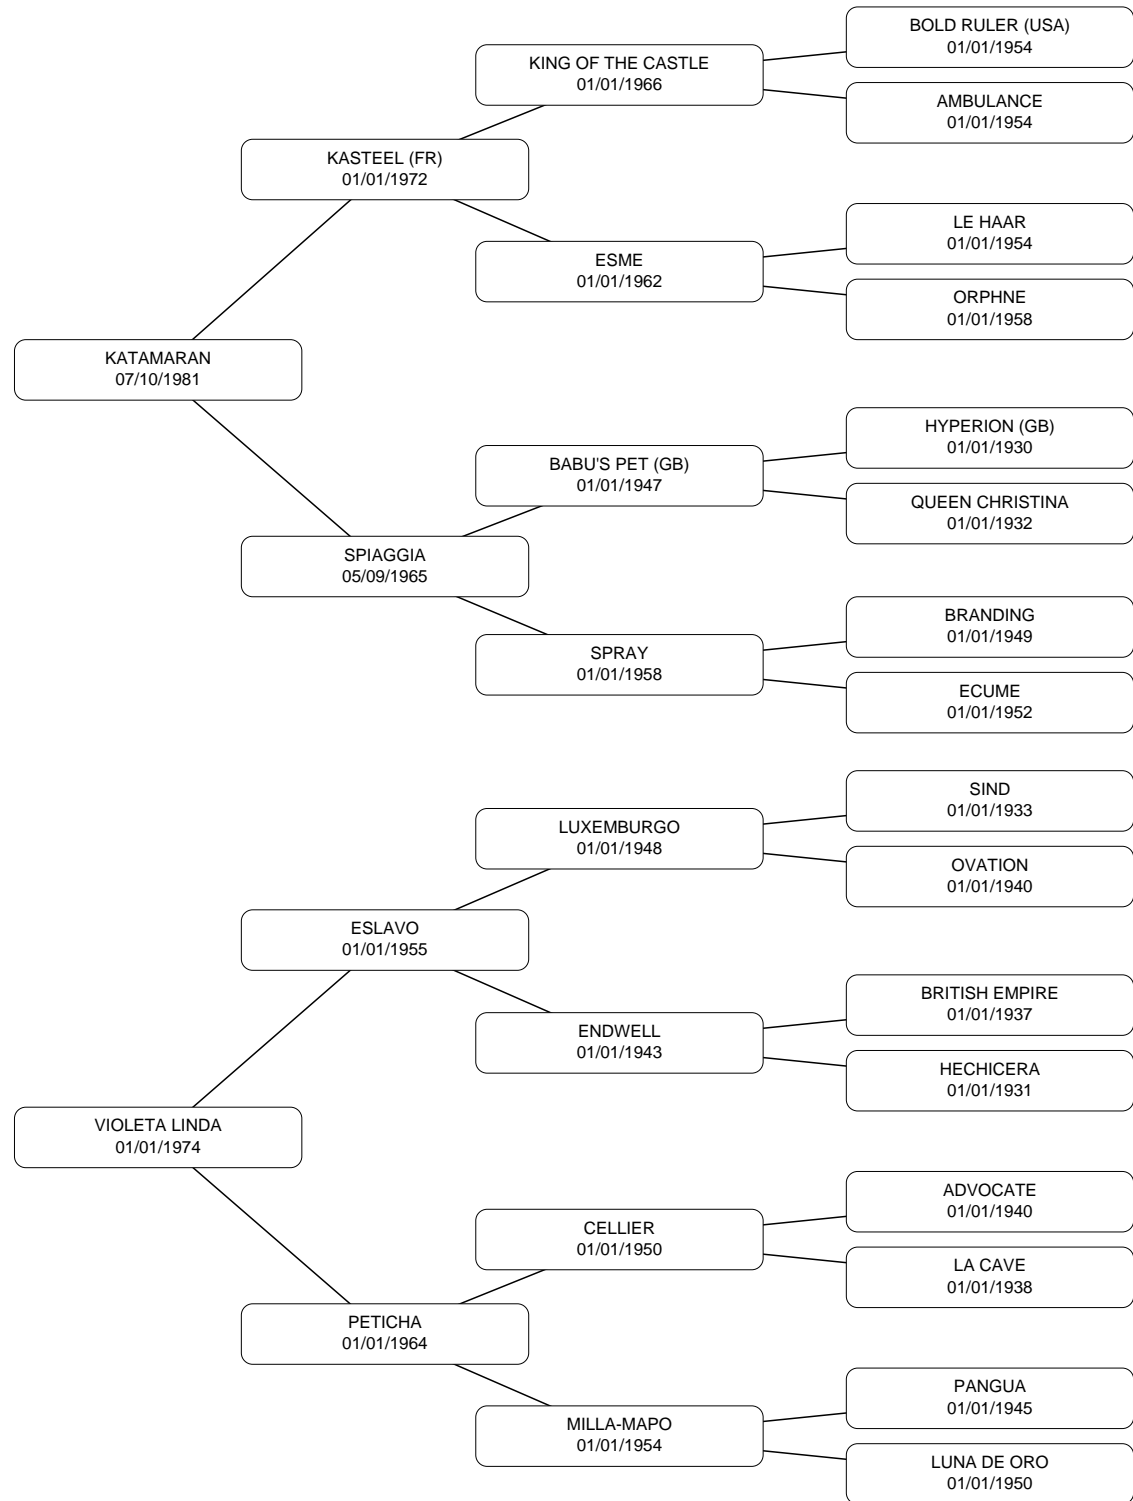 BOLD RULER (USA)
01/01/1954
KING OF THE CASTLE
01/01/1966
AMBULANCE
01/01/1954
KASTEEL (FR)
01/01/1972
LE HAAR
01/01/1954
ESME
01/01/1962
ORPHNE
01/01/1958
KATAMARAN
07/10/1981
HYPERION (GB)
01/01/1930
BABU'S PET (GB)
01/01/1947
QUEEN CHRISTINA
01/01/1932
SPIAGGIA
05/09/1965
BRANDING
01/01/1949
SPRAY
01/01/1958
ECUME
01/01/1952
SIND
01/01/1933
LUXEMBURGO
01/01/1948
OVATION
01/01/1940
ESLAVO
01/01/1955
BRITISH EMPIRE
01/01/1937
ENDWELL
01/01/1943
HECHICERA
01/01/1931
VIOLETA LINDA
01/01/1974
ADVOCATE
01/01/1940
CELLIER
01/01/1950
LA CAVE
01/01/1938
PETICHA
01/01/1964
PANGUA
01/01/1945
MILLA-MAPO
01/01/1954
LUNA DE ORO
01/01/1950